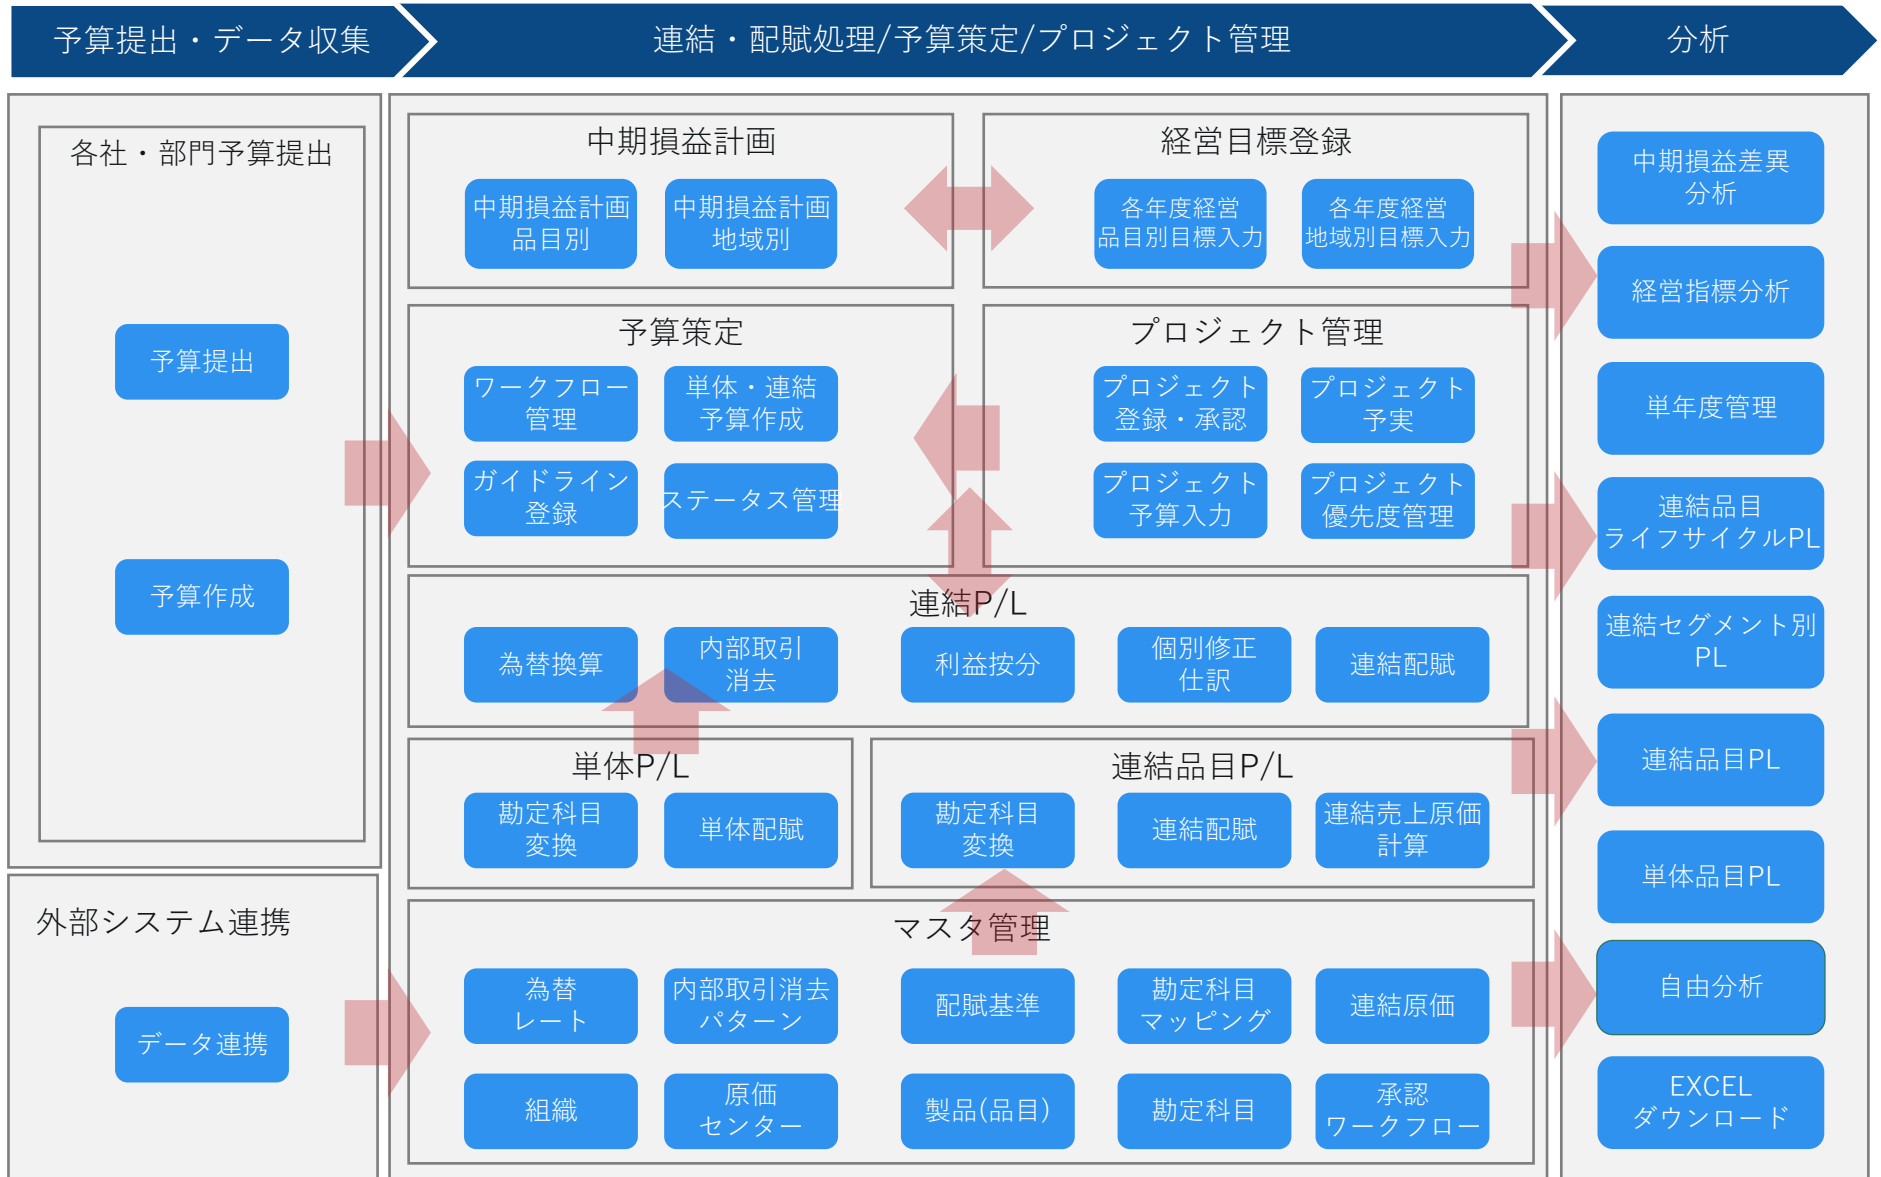 予算提出・データ収集
連結・配賦処理/予算策定/プロジェクト管理
分析
各社・部門予算提出
予算提出
予算作成
外部システム連携
データ連携
中期損益計画
中期損益計画
品目別
中期損益計画
地域別
経営目標登録
各年度経営
品目別目標入力
各年度経営
地域別目標入力
予算策定
ワークフロー
管理
単体・連結
予算作成
ガイドライン
登録
ステータス管理
プロジェクト管理
プロジェクト
登録・承認
プロジェクト
予実
プロジェクト
予算入力
プロジェクト
優先度管理
連結P/L
為替換算
内部取引
消去
利益按分
個別修正
仕訳
連結配賦
単体P/L
勘定科目
変換
単体配賦
連結品目P/L
勘定科目
変換
連結配賦
連結売上原価
計算
マスタ管理
為替
レート
内部取引消去
パターン
配賦基準
勘定科目
マッピング
連結原価
組織
原価
センター
製品(品目)
勘定科目
承認
ワークフロー
中期損益差異
分析
経営指標分析
単年度管理
連結品目
ライフサイクルPL
連結セグメント別
PL
連結品目PL
単体品目PL
自由分析
EXCEL
ダウンロード